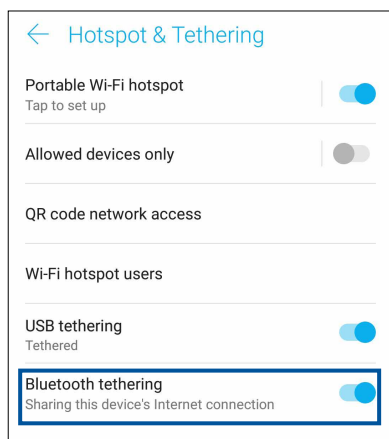 Hotspot & Tethering
Portable Wi-Fi hotspot
Tap to set up
Allowed devices only
QR code network access
Wi-Fi hotspot users
USB tethering
Tethered
Bluetooth tethering
Sharing this device's Internet connection